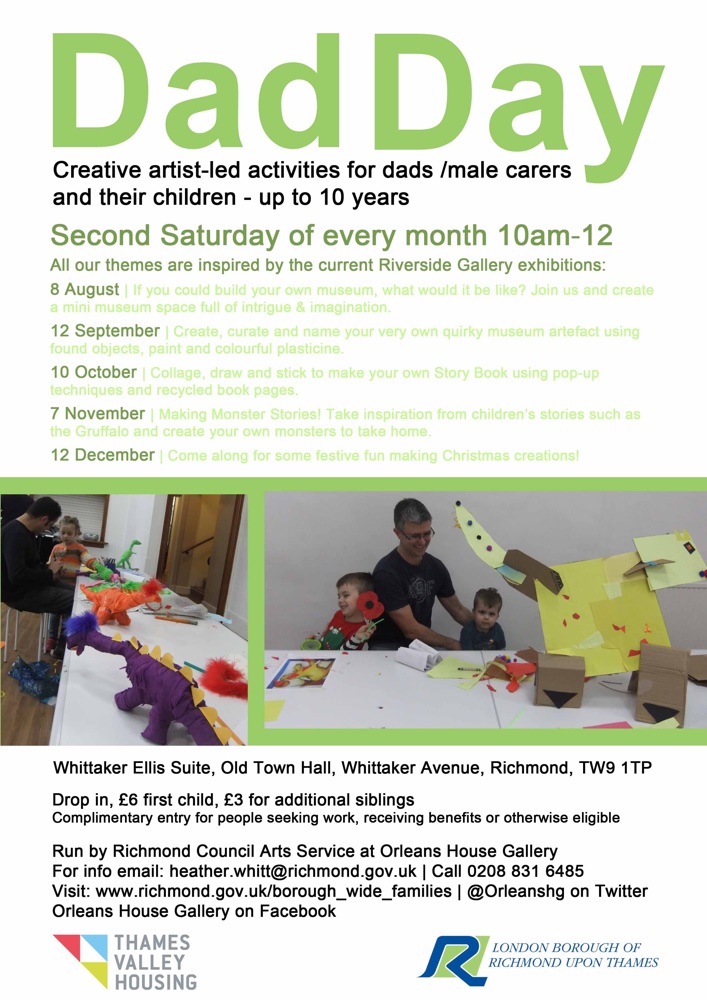 Dad Day
Creative artist-led activities for dads /male carers
and their children - up to 10 years
Second Saturday of every month 10am-12
All our themes are inspired by the current Riverside Gallery exhibitions:
8 August | If you could build your own museum, what would it be like? Join us and create
a mini museum space full of intrigue & imagination.
12 September | Create, curate and name your very own quirky museum artefact using
found objects, paint and colourful plasticine.
10 October | Collage, draw and stick to make your own Story Book using pop-up
techniques and recycled book pages.
7 November | Making Monster Stories! Take inspiration from children's stories such as
the Gruffalo and create your own monsters to take home.
12 December | Come along for some festive fun making Christmas creations!
Whittaker Ellis Suite, Old Town Hall, Whittaker Avenue, Richmond, TW9 1TP
Drop in, £6 first child, £3 for additional siblings
Complimentary entry for people seeking work, receiving benefits or otherwise eligible
Run by Richmond Council Arts Service at Orleans House Gallery
For info email: heather.whitt@richmond.gov.uk | Call 0208 831 6485
Visit: www.richmond.gov.uk/borough_wide_families | @Orleanshg on Twitter
Orleans House Gallery on Facebook
THAMES
VALLEY
HOUSING
LONDON BOROUGH OF
RICHMOND UPON THAMES